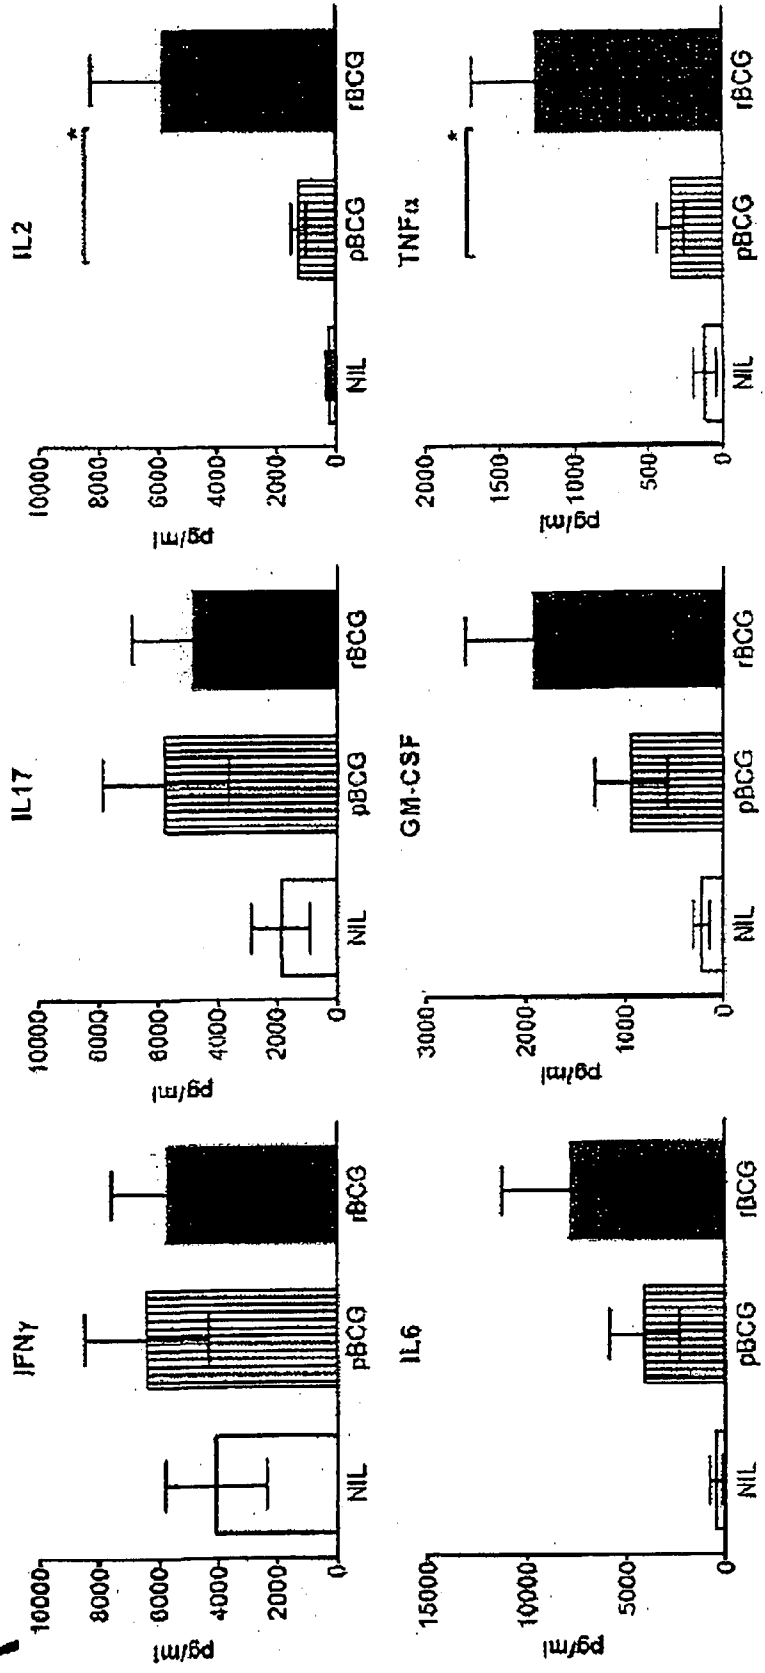 IFNγ
10000
8000
6000
4000
2000
0
pg/ml
NIL pBCG rBCG
IL17
10000
8000
6000
4000
2000
0
pg/ml
NIL pBCG rBCG
IL2
10000
8000
6000
4000
2000
0
pg/ml
*
NIL pBCG rBCG
IL6
15000
10000
5000
0
pg/ml
NIL pBCG rBCG
GM-CSF
3000
2000
1000
0
pg/ml
NIL pBCG rBCG
TNFα
2000
1500
1000
500
0
pg/ml
*
NIL pBCG rBCG